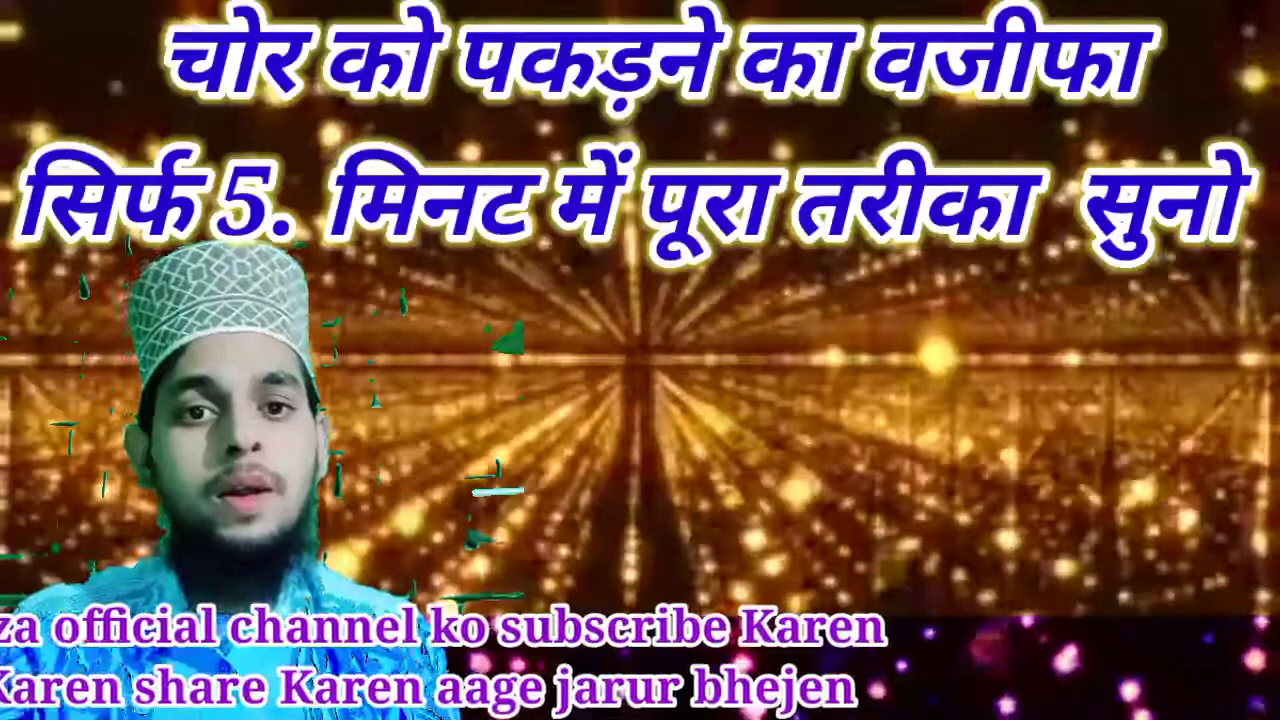 चोर को पकड़ने का वजीफा
सिर्फ 5. मिनट में पूरा तरीका सुनो
za official channel ko subscribe Karen
Karen share Karen aage jarur bhejen